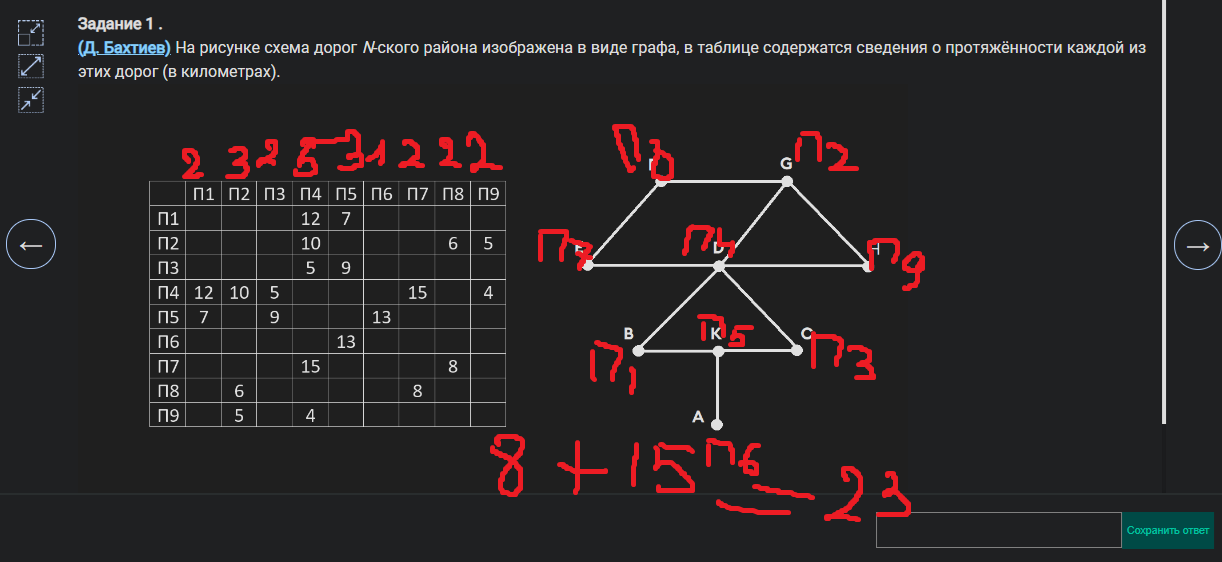 Задание 1 .
(Д. Бахтиев) На рисунке схема дорог N-ского района изображена в виде графа, в таблице содержатся сведения о протяжённости каждой из
этих дорог (в километрах).
2 3 2 5 3 1 2 2 2
П1 П2 П3 П4 П5 П6 П7 П8 П9
П1 12 7
П2 10 6 5
П3 5 9
П4 12 10 5 15 4
П5 7 9 13
П6 13
П7 15 8
П8 6 8
П9 5 4
G П2
D П4
H П9
B П1
K П5
C П3
A П6
8 + 15 = 23
←
→
Сохранить ответ